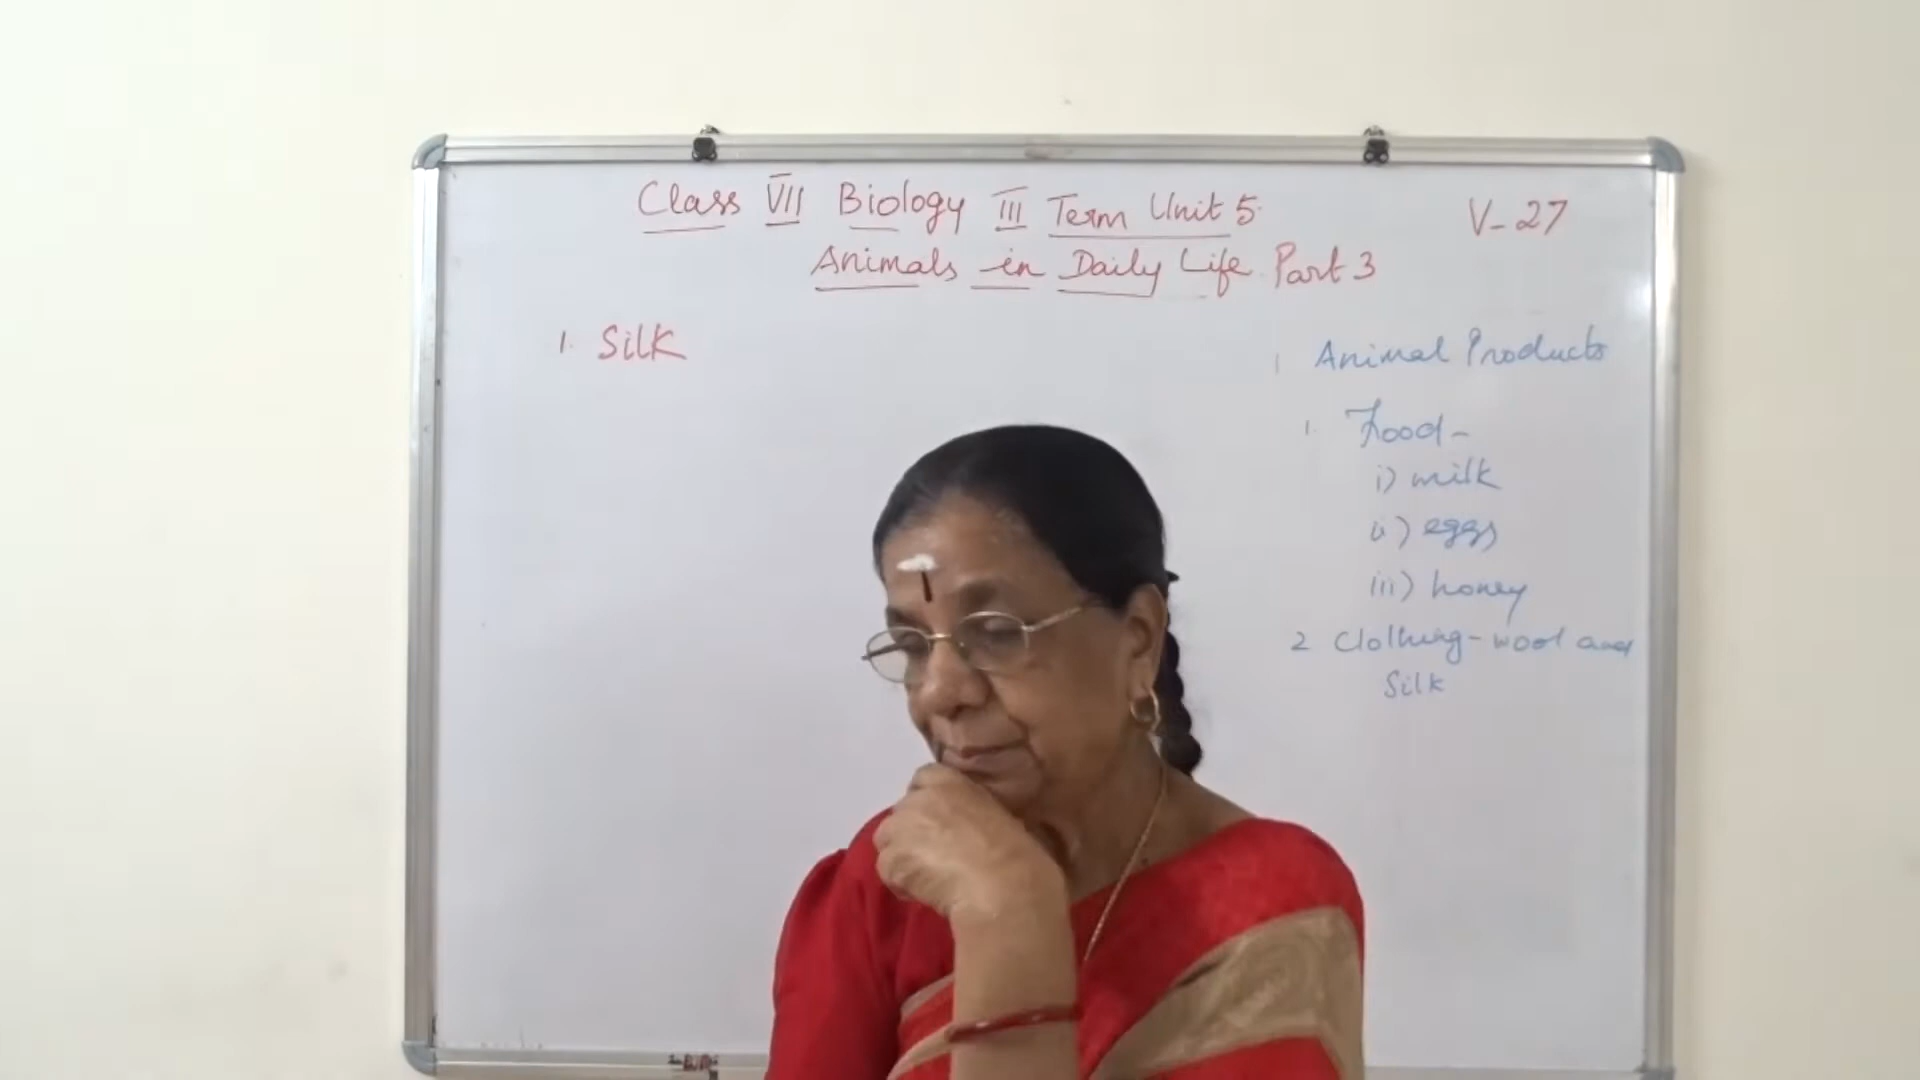 Class VII Biology III Term Unit 5
V-27
Animals in Daily Life Part 3
1. Silk
Animal Products
1. Food-
i) milk
ii) eggs
iii) honey
2 Clothing-wool and
Silk